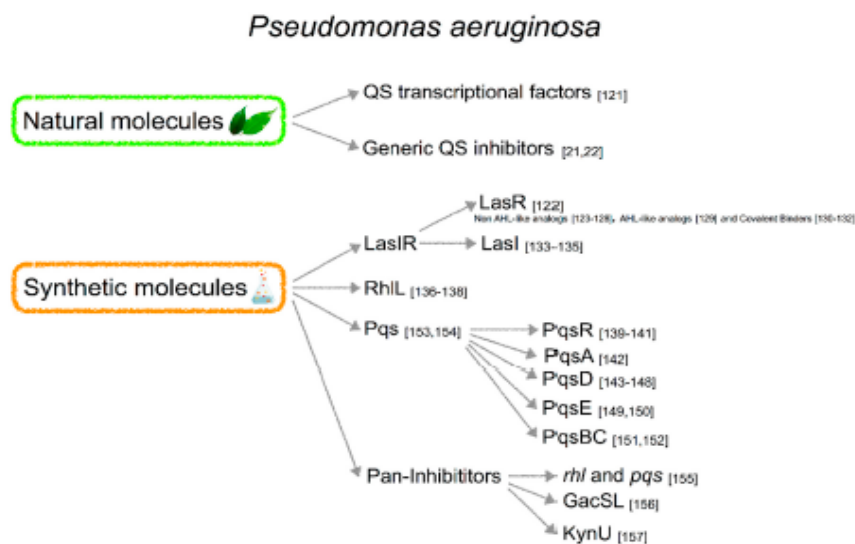 Pseudomonas aeruginosa
Natural molecules
QS transcriptional factors [121]
Generic QS inhibitors [21,22]
Synthetic molecules
LasIR
LasR [122]
Non AHL-like analogs [123-128], AHL-like analogs [129] and Covalent Binders [130-132]
LasI [133-135]
RhlL [136-138]
Pqs [153,154]
PqsR [139-141]
PqsA [142]
PqsD [143-148]
PqsE [149,150]
PqsBC [151,152]
Pan-Inhibititors
rhl and pqs [155]
GacSL [156]
KynU [157]